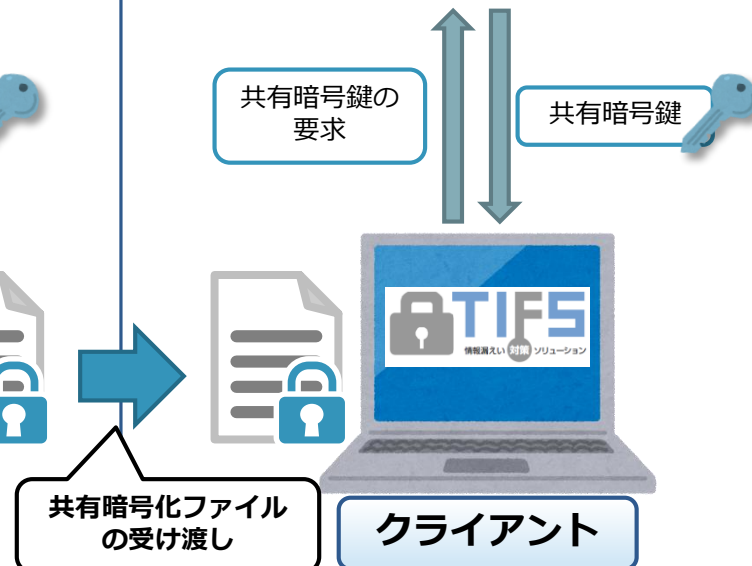 共有暗号鍵の
要求
共有暗号鍵
TIFS
情報漏えい 対策 ソリューション
共有暗号化ファイル
の受け渡し
クライアント